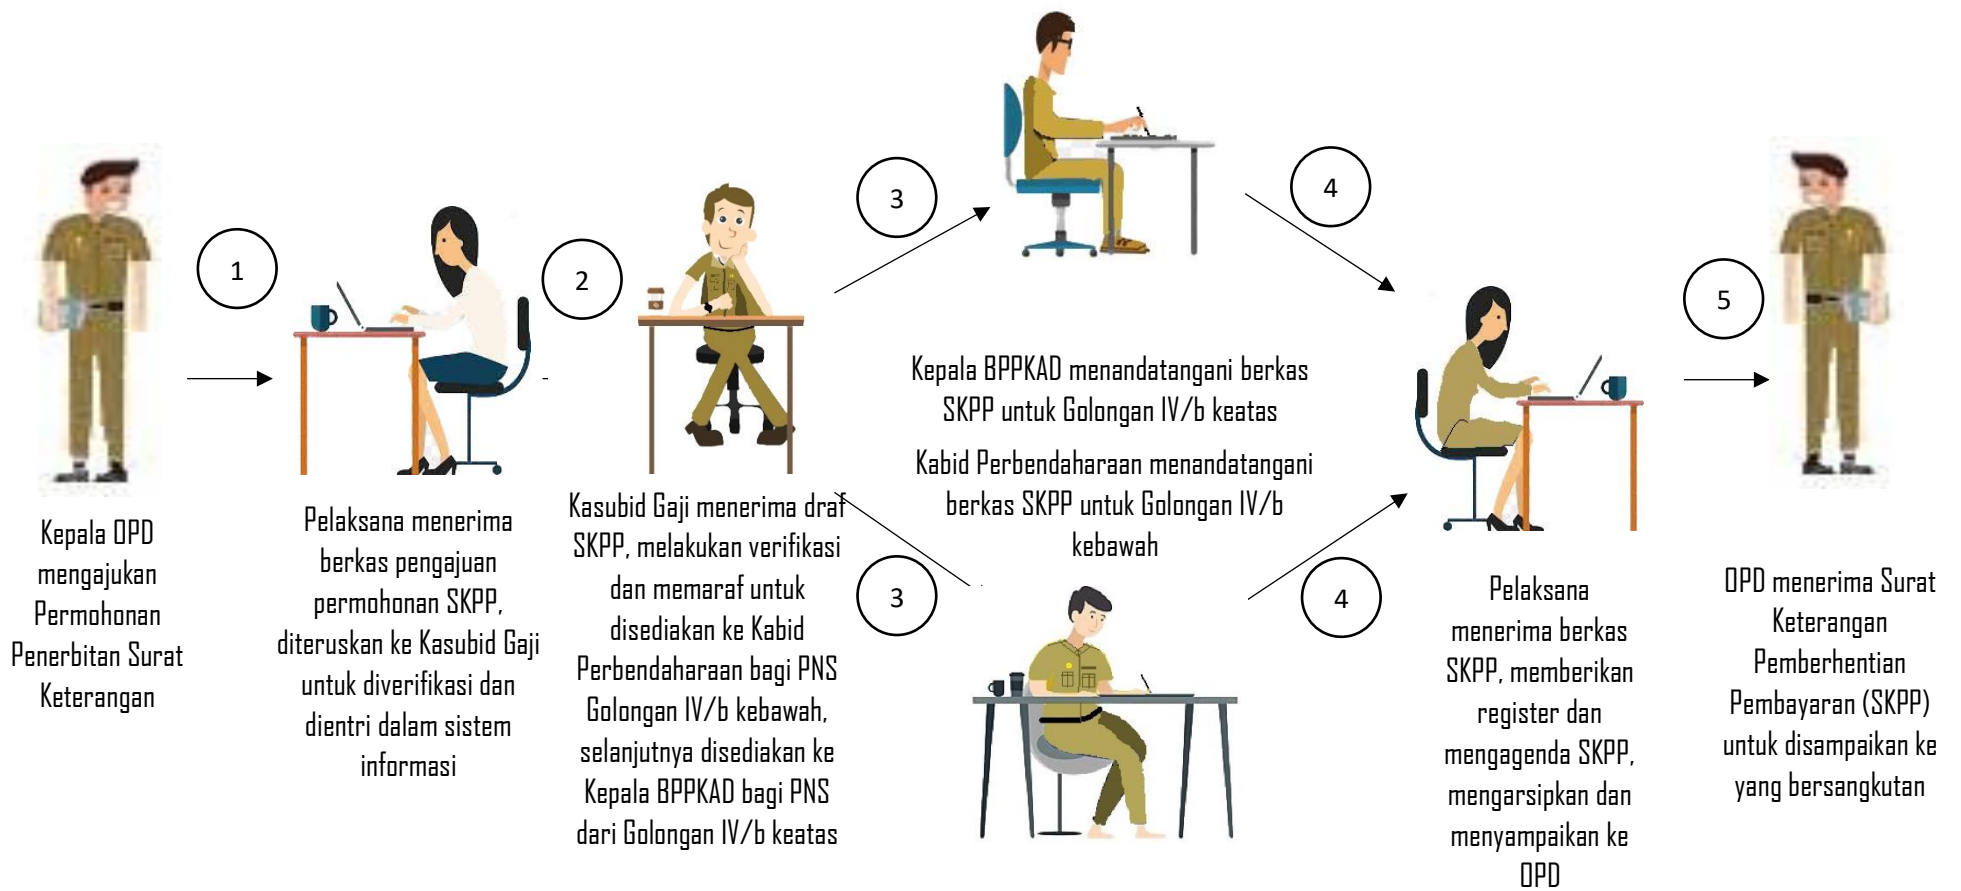 1
Kepala OPD
mengajukan
Permohonan
Penerbitan Surat
Keterangan
2
Pelaksana menerima
berkas pengajuan
permohonan SKPP,
diteruskan ke Kasubid Gaji
untuk diverifikasi dan
dientri dalam sistem
informasi
Kasubid Gaji menerima draf
SKPP, melakukan verifikasi
dan memaraf untuk
disediakan ke Kabid
Perbendaharaan bagi PNS
Golongan IV/b kebawah,
selanjutnya disediakan ke
Kepala BPPKAD bagi PNS
dari Golongan IV/b keatas
3
3
Kepala BPPKAD menandatangani berkas
SKPP untuk Golongan IV/b keatas
Kabid Perbendaharaan menandatangani
berkas SKPP untuk Golongan IV/b
kebawah
4
4
Pelaksana
menerima berkas
SKPP, memberikan
register dan
mengagenda SKPP,
mengarsipkan dan
menyampaikan ke
OPD
5
OPD menerima Surat
Keterangan
Pemberhentian
Pembayaran (SKPP)
untuk disampaikan ke
yang bersangkutan